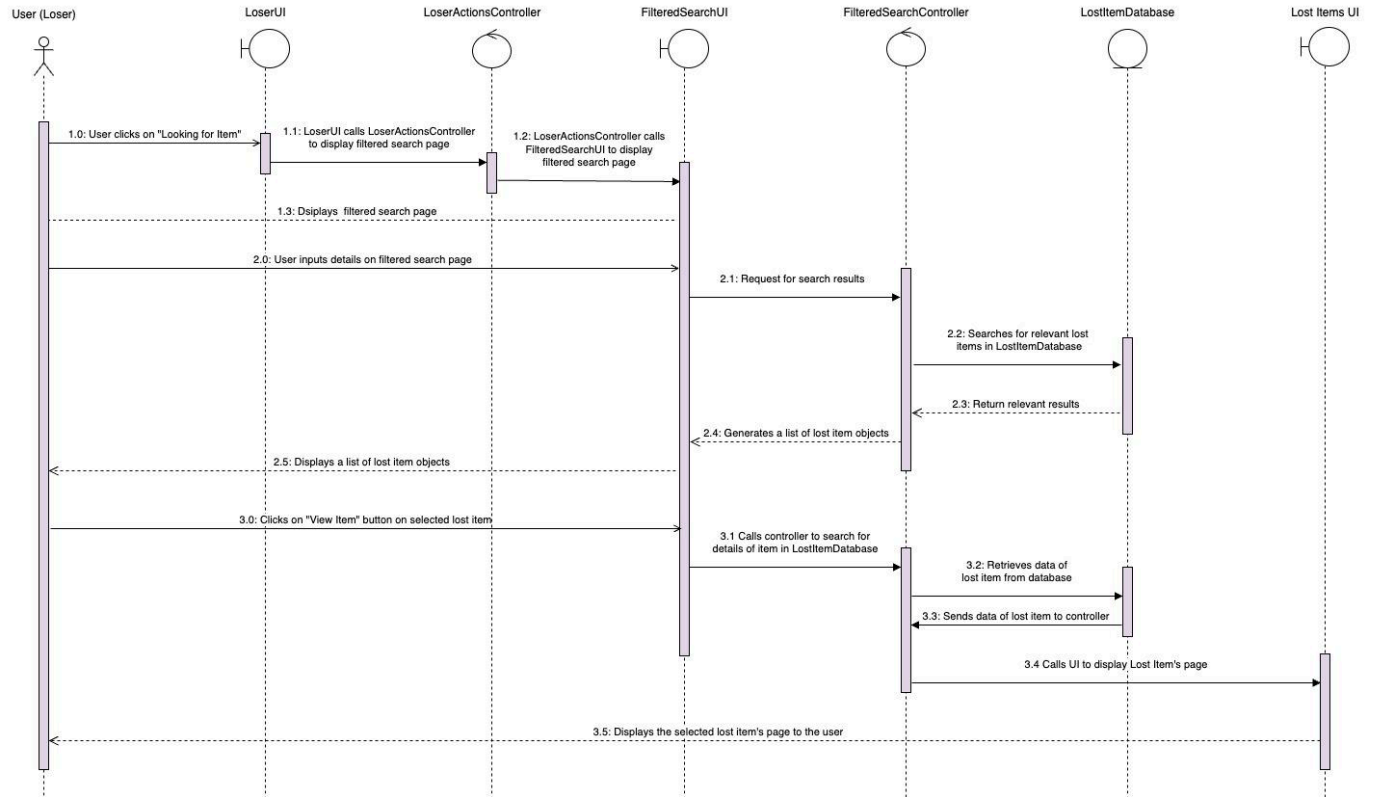 User (Loser)
LoserUI
LoserActionsController
FilteredSearchUI
FilteredSearchController
LostItemDatabase
Lost Items UI
1.0: User clicks on "Looking for Item"
1.1: LoserUI calls LoserActionsController
to display filtered search page
1.2: LoserActionsController calls
FilteredSearchUI to display
filtered search page
1.3: Dsiplays  filtered search page
2.0: User inputs details on filtered search page
2.1: Request for search results
2.2: Searches for relevant lost
items in LostItemDatabase
2.3: Return relevant results
2.4: Generates a list of lost item objects
2.5: Displays a list of lost item objects
3.0: Clicks on "View Item" button on selected lost item
3.1 Calls controller to search for
details of item in LostItemDatabase
3.2: Retrieves data of
lost item from database
3.3: Sends data of lost item to controller
3.4 Calls UI to display Lost Item's page
3.5: Displays the selected lost item's page to the user